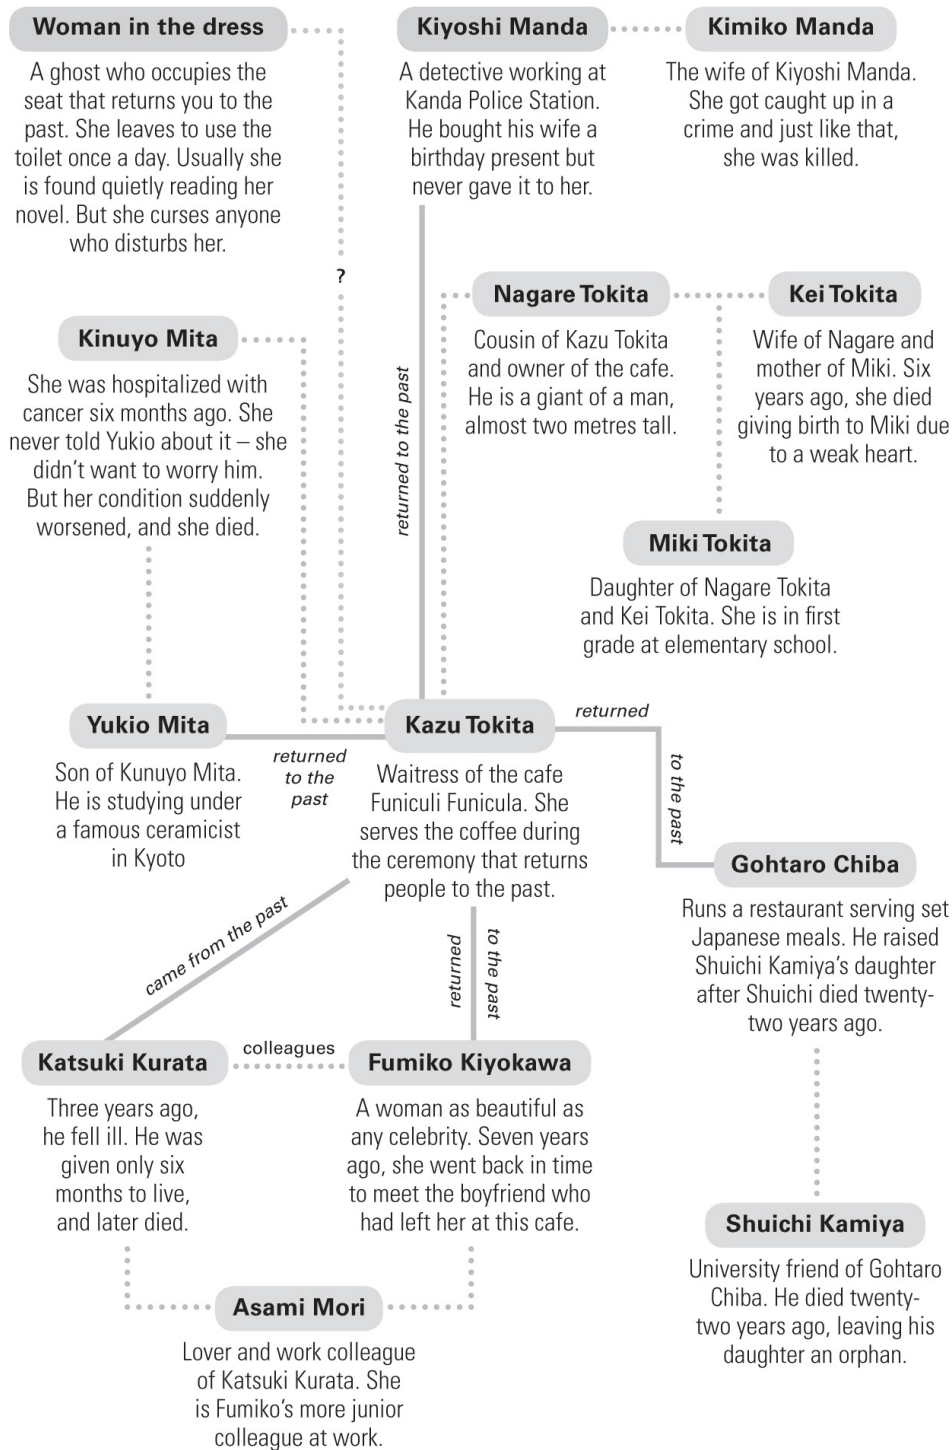 Woman in the dress
A ghost who occupies the
seat that returns you to the
past. She leaves to use the
toilet once a day. Usually she
is found quietly reading her
novel. But she curses anyone
who disturbs her.
?
Kiyoshi Manda
A detective working at
Kanda Police Station.
He bought his wife a
birthday present but
never gave it to her.
returned to the past
Kimiko Manda
The wife of Kiyoshi Manda.
She got caught up in a
crime and just like that,
she was killed.
Nagare Tokita
Cousin of Kazu Tokita
and owner of the cafe.
He is a giant of a man,
almost two metres tall.
Kei Tokita
Wife of Nagare and
mother of Miki. Six
years ago, she died
giving birth to Miki due
to a weak heart.
Kinuyo Mita
She was hospitalized with
cancer six months ago. She
never told Yukio about it – she
didn’t want to worry him.
But her condition suddenly
worsened, and she died.
Miki Tokita
Daughter of Nagare Tokita
and Kei Tokita. She is in first
grade at elementary school.
Yukio Mita
Son of Kunuyo Mita.
He is studying under
a famous ceramicist
in Kyoto
returned
to the
past
Kazu Tokita
Waitress of the cafe
Funiculi Funicula. She
serves the coffee during
the ceremony that returns
people to the past.
returned
to the past
Gohtaro Chiba
Runs a restaurant serving set
Japanese meals. He raised
Shuichi Kamiya’s daughter
after Shuichi died twenty-
two years ago.
came from the past
returned
to the past
Katsuki Kurata
Three years ago,
he fell ill. He was
given only six
months to live,
and later died.
colleagues
Fumiko Kiyokawa
A woman as beautiful as
any celebrity. Seven years
ago, she went back in time
to meet the boyfriend who
had left her at this cafe.
Shuichi Kamiya
University friend of Gohtaro
Chiba. He died twenty-
two years ago, leaving his
daughter an orphan.
Asami Mori
Lover and work colleague
of Katsuki Kurata. She
is Fumiko’s more junior
colleague at work.